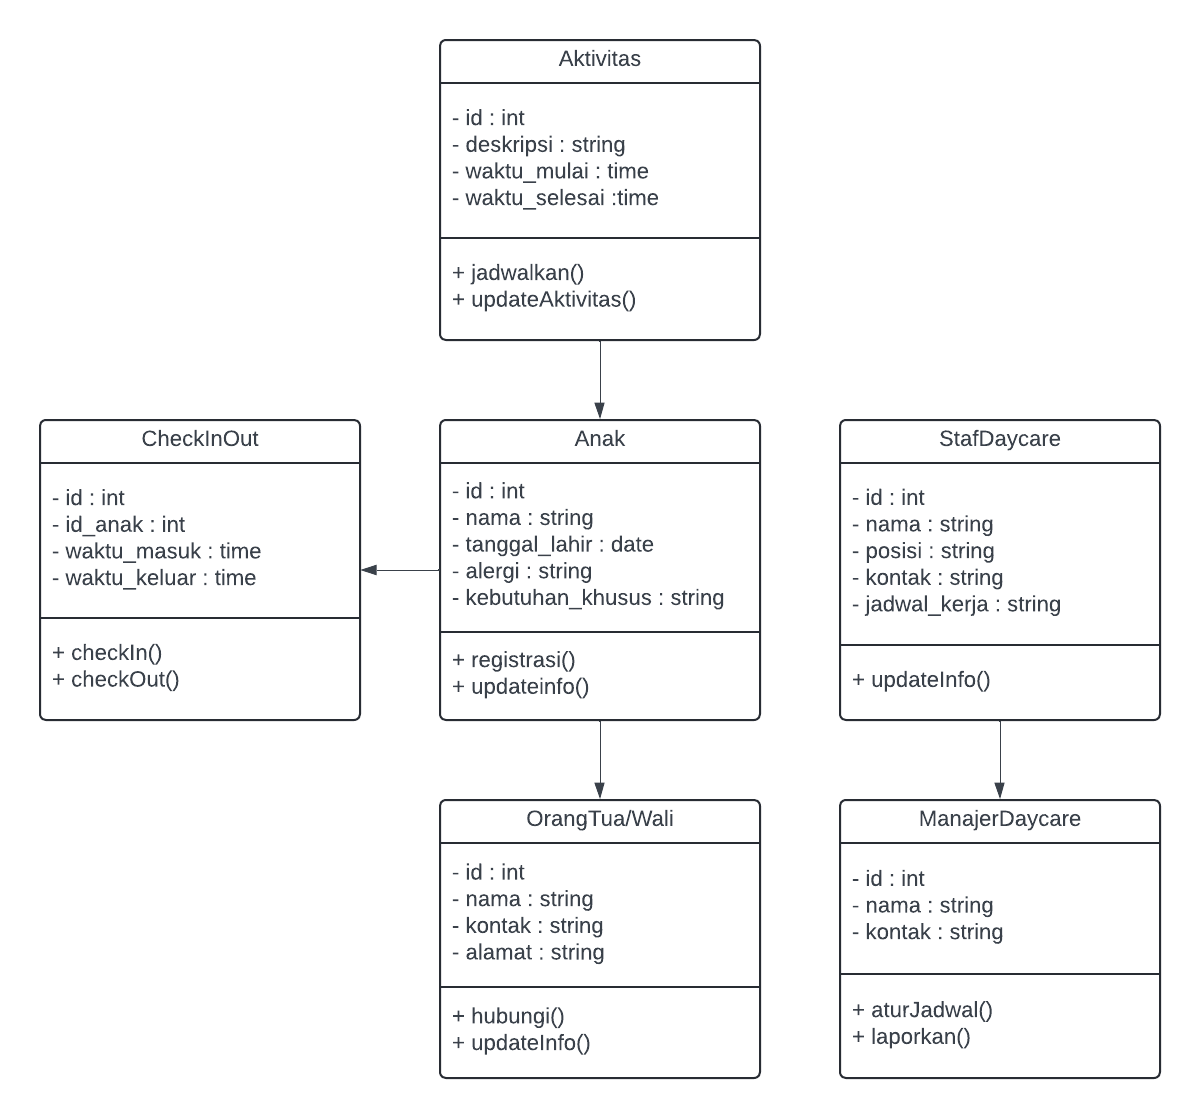 Aktivitas
- id : int
- deskripsi : string
- waktu_mulai : time
- waktu_selesai :time
+ jadwalkan()
+ updateAktivitas()
CheckInOut
- id : int
- id_anak : int
- waktu_masuk : time
- waktu_keluar : time
+ checkIn()
+ checkOut()
Anak
- id : int
- nama : string
- tanggal_lahir : date
- alergi : string
- kebutuhan_khusus : string
+ registrasi()
+ updateinfo()
StafDaycare
- id : int
- nama : string
- posisi : string
- kontak : string
- jadwal_kerja : string
+ updateInfo()
OrangTua/Wali
- id : int
- nama : string
- kontak : string
- alamat : string
+ hubungi()
+ updateInfo()
ManajerDaycare
- id : int
- nama : string
- kontak : string
+ aturJadwal()
+ laporkan()